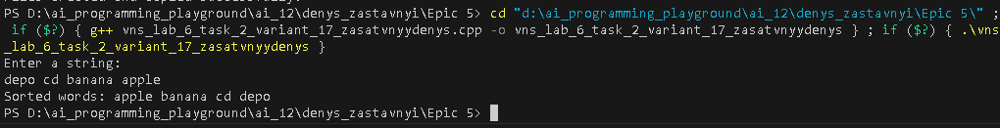 PS D:\ai_programming_playground\ai_12\denys_zastavnyi\Epic 5> cd "d:\ai_programming_playground\ai_12\denys_zastavnyi\Epic 5\" ;
if ($?) { g++ vns_lab_6_task_2_variant_17_zasatvnyydenys.cpp -o vns_lab_6_task_2_variant_17_zasatvnyydenys } ; if ($?) { .\vns
_lab_6_task_2_variant_17_zasatvnyydenys }
Enter a string:
depo cd banana apple
Sorted words: apple banana cd depo
PS D:\ai_programming_playground\ai_12\denys_zastavnyi\Epic 5>